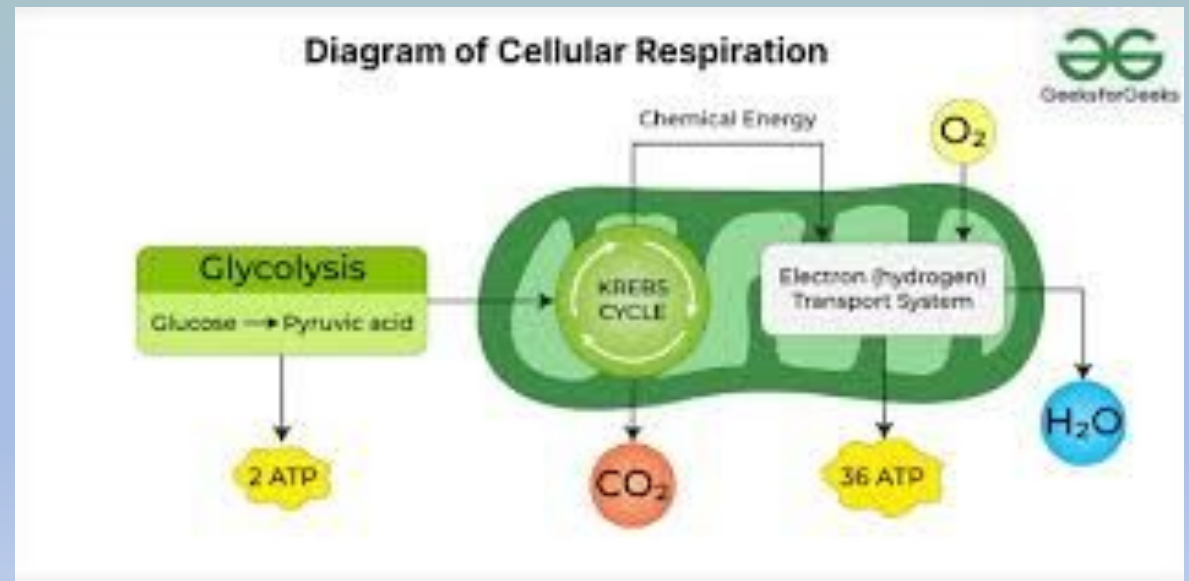 Diagram of Cellular Respiration
GeeksforGeeks
Chemical Energy
O₂
Glycolysis
Glucose → Pyruvic acid
KREBS
CYCLE
Electron (hydrogen)
Transport System
2 ATP
CO₂
36 ATP
H₂O